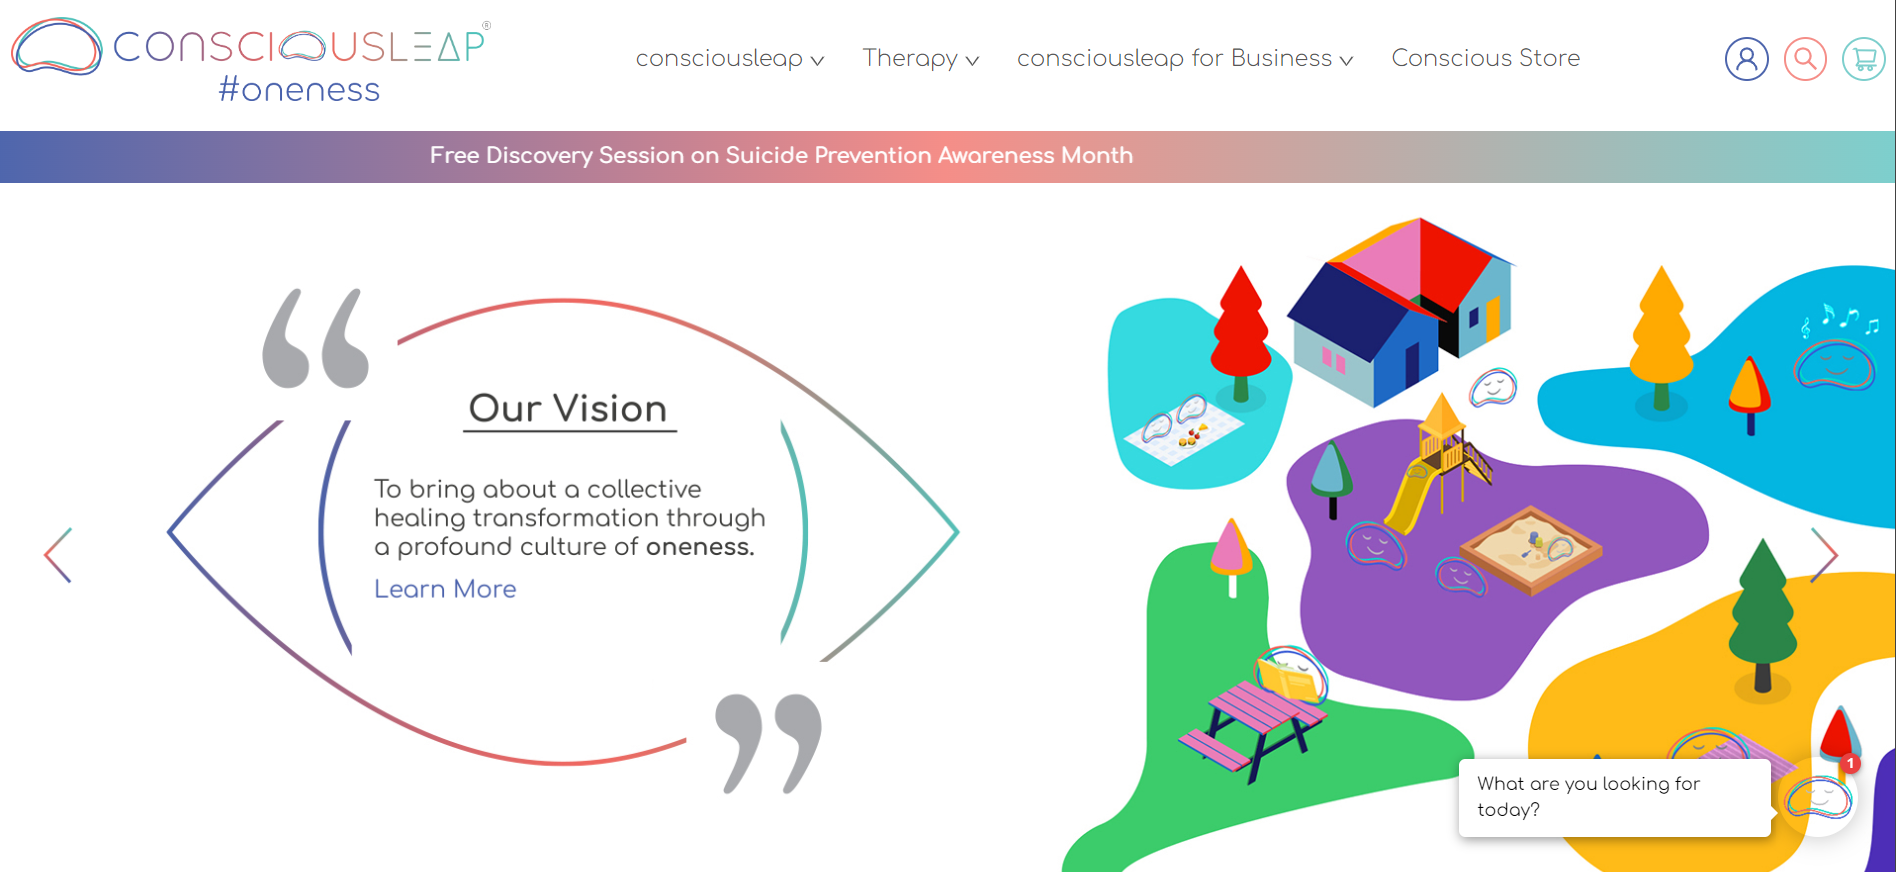 CONSCIOUSLEAP®
#oneness
consciousleap
Therapy
consciousleap for Business
Conscious Store
Free Discovery Session on Suicide Prevention Awareness Month
“
Our Vision
To bring about a collective
healing transformation through
a profound culture of oneness.
Learn More
”
What are you looking for
today?
1